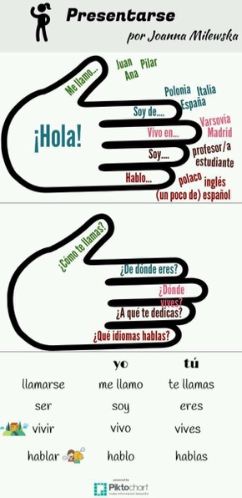 Presentarse
por Joanna Milewska
Me llamo...
Juan
Pilar
Ana
¡Hola!
Soy de....
Polonia
Italia
España
Vivo en...
Varsovia
Madrid
Soy....
profesor/a
estudiante
Hablo...
polaco
inglés
(un poco de) español
¿Cómo te llamas?
¿De dónde eres?
¿Dónde
vives?
¿A qué te dedicas?
¿Qué idiomas hablas?
yo tú
llamarse me llamo te llamas
ser soy eres
vivir vivo vives
hablar hablo hablas
Piktochart